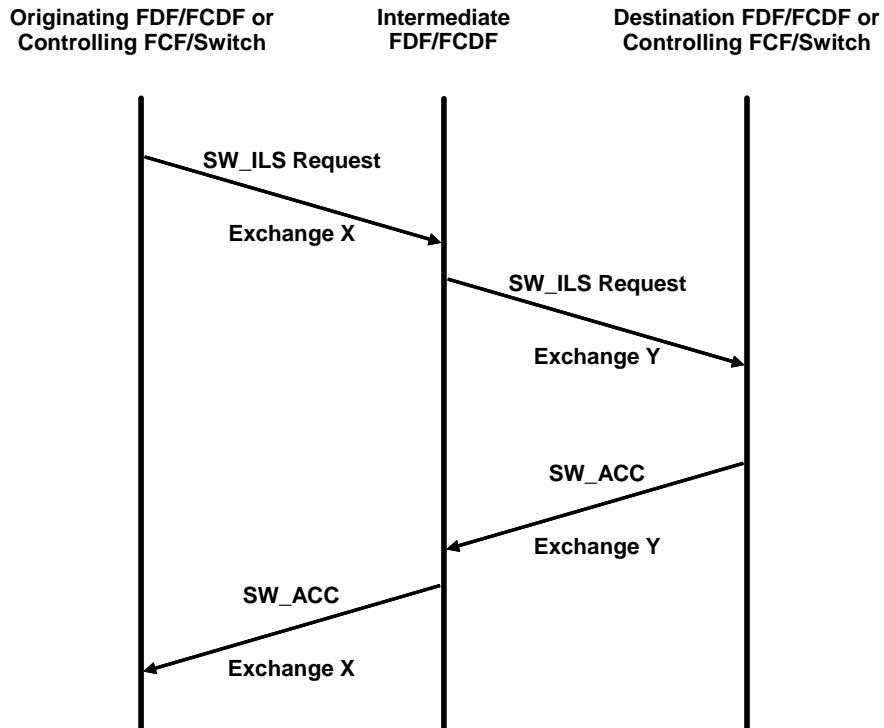 Originating FDF/FCDF or
Controlling FCF/Switch
Intermediate
FDF/FCDF
Destination FDF/FCDF or
Controlling FCF/Switch
SW_ILS Request
Exchange X
SW_ILS Request
Exchange Y
SW_ACC
Exchange Y
SW_ACC
Exchange X